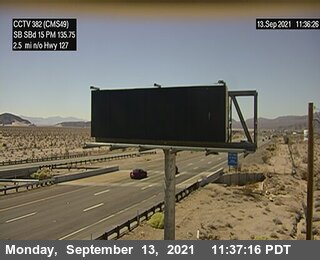 CCTV 382 (CMS49)
SB SBd 15 PM 135.75
2.5 mi n/o Hwy 127
13.Sep 2021 11:36:26
Monday, September 13, 2021 11:37:16 PDT